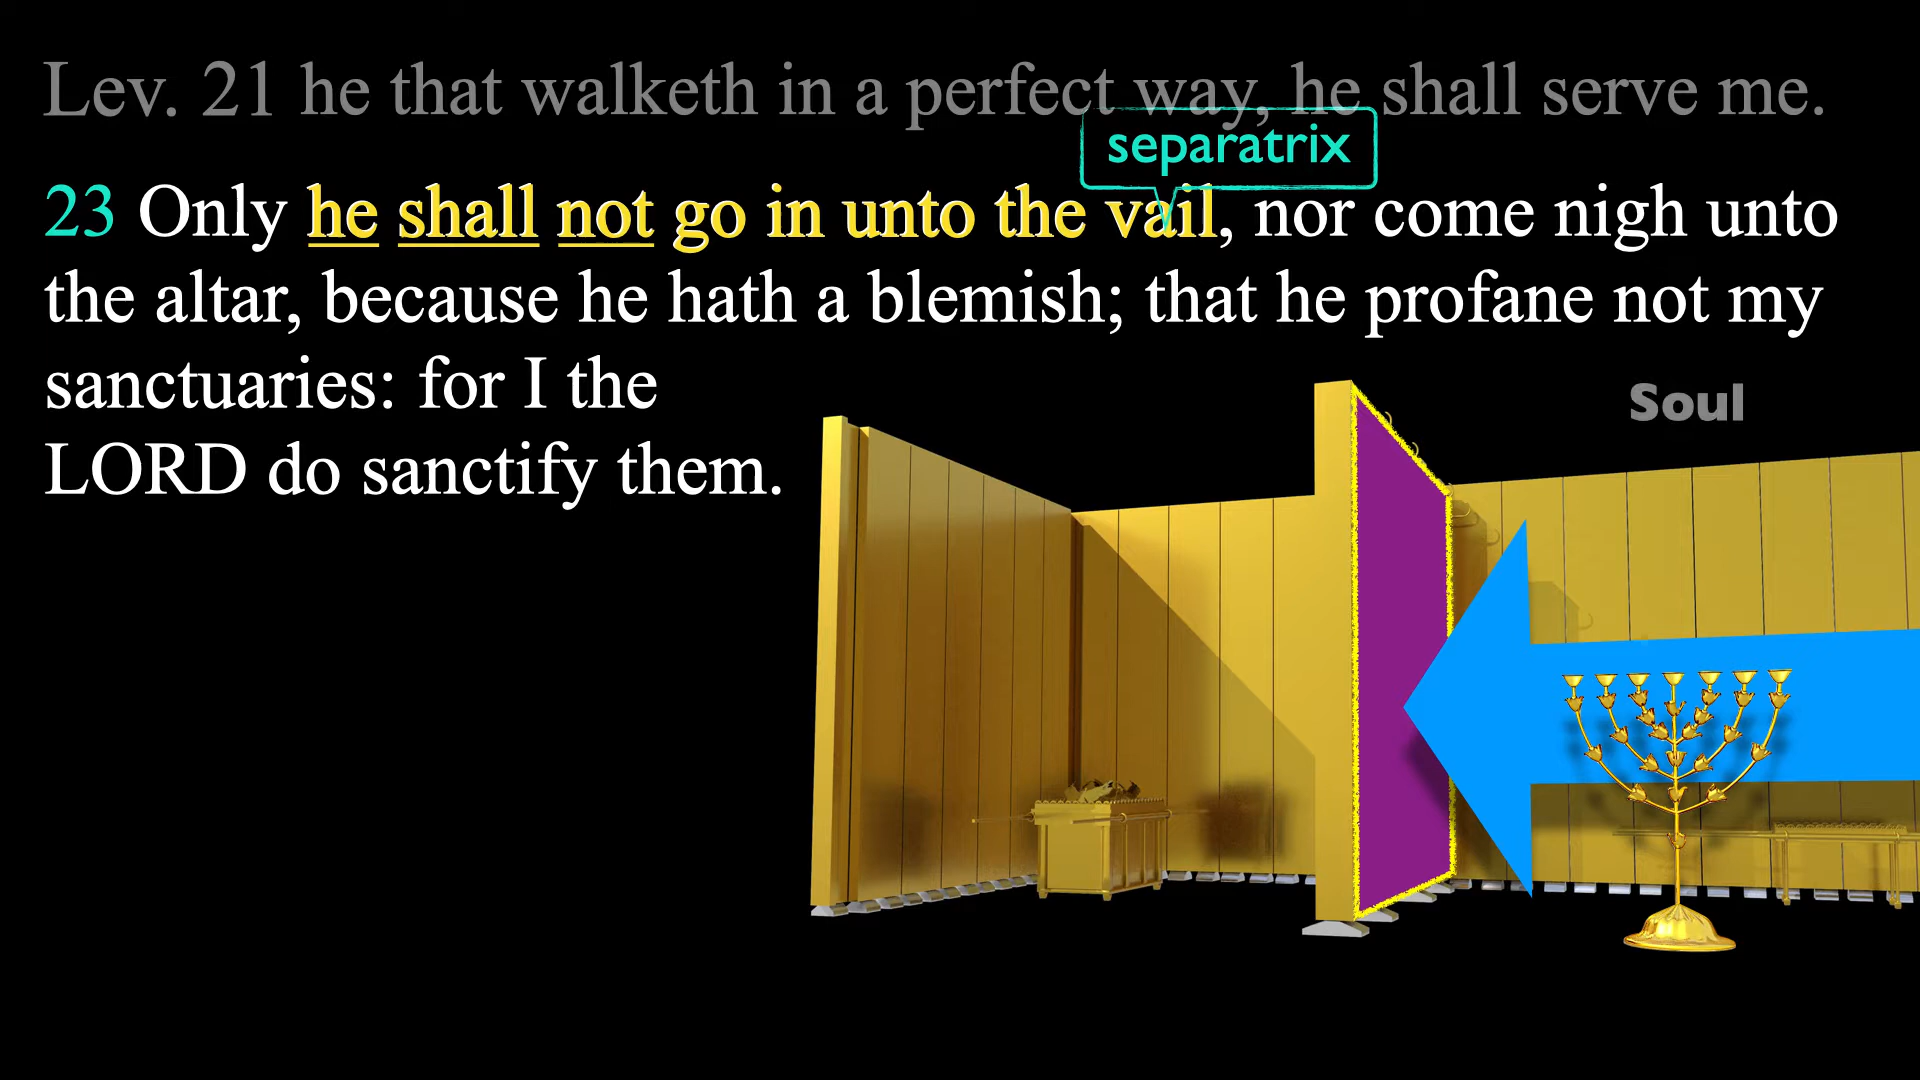 Lev. 21 he that walketh in a perfect way, he shall serve me.
separatrix
23 Only he shall not go in unto the vail, nor come nigh unto
the altar, because he hath a blemish; that he profane not my
sanctuaries: for I the
LORD do sanctify them.
Soul